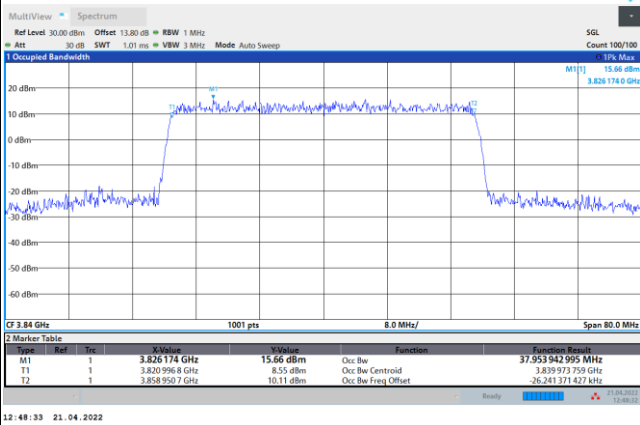 MultiView Spectrum
Ref Level 30.00 dBm Offset 13.80 dB RBW 1 MHz SGL
Att 30 dB SWT 1.01 ms VBW 3 MHz Mode Auto Sweep Count 100/100
1 Occupied Bandwidth 1Pk Max
M1[1] 15.66 dBm
3.826 174 0 GHz
20 dBm
M1
T1
T2
10 dBm
0 dBm
-10 dBm
-20 dBm
-30 dBm
-40 dBm
-50 dBm
-60 dBm
CF 3.84 GHz 1001 pts 8.0 MHz/ Span 80.0 MHz
2 Marker Table
Type Ref Trc X-Value Y-Value Function Function Result
M1 1 3.826 174 GHz 15.66 dBm Occ Bw 37.953 942 995 MHz
T1 1 3.820 996 8 GHz 8.55 dBm Occ Bw Centroid 3.839 973 759 GHz
T2 1 3.858 950 7 GHz 10.11 dBm Occ Bw Freq Offset -26.241 371 427 kHz
Ready 21.04.2022
12:48:32
12:48:33 21.04.2022